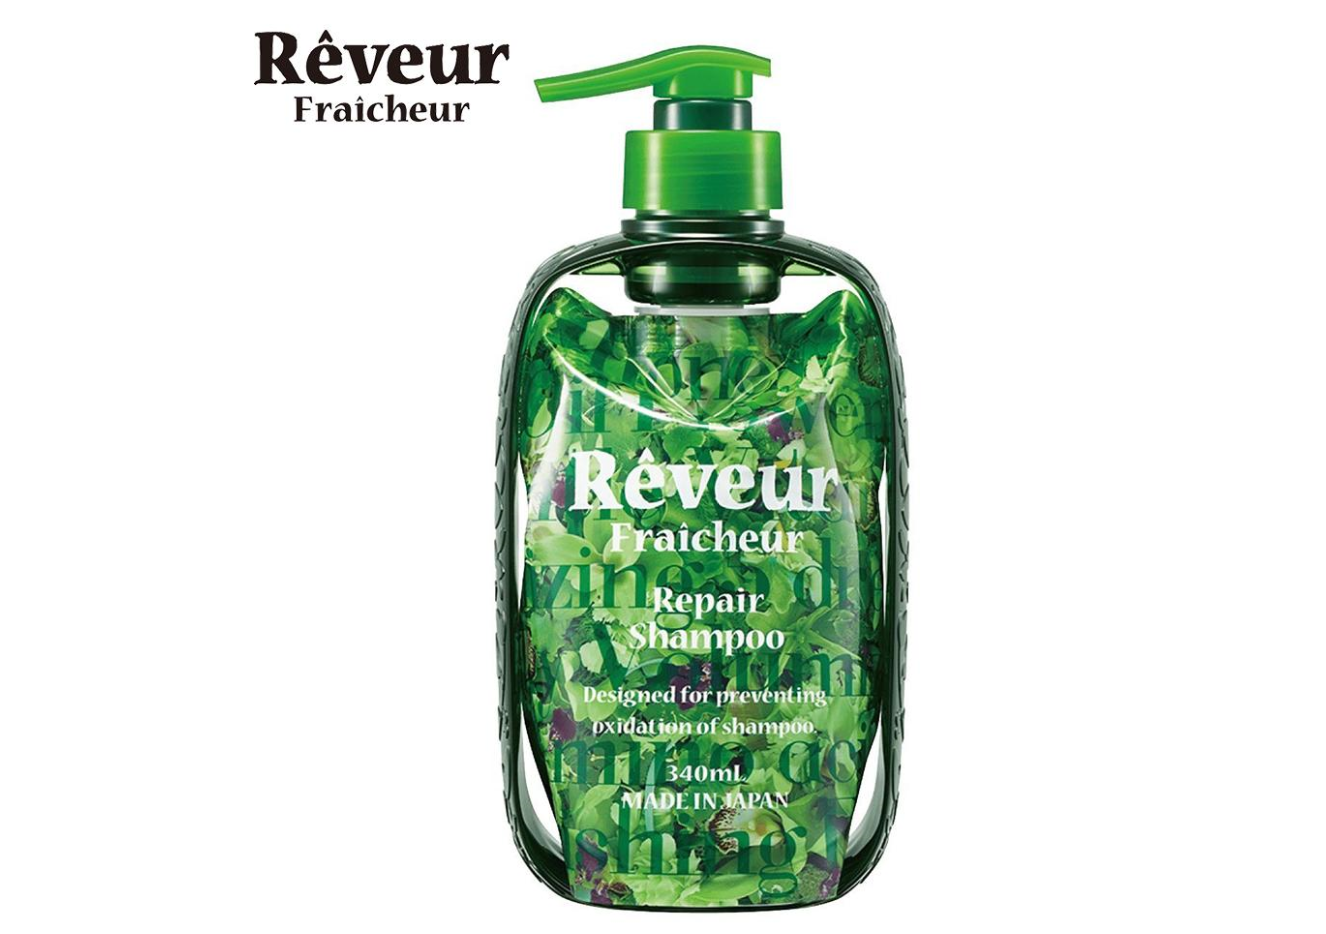 Rêveur
Fraîcheur
Rêveur
Fraîcheur
Repair
Shampoo
Designed for preventing
oxidation of shampoo.
340mL
MADE IN JAPAN